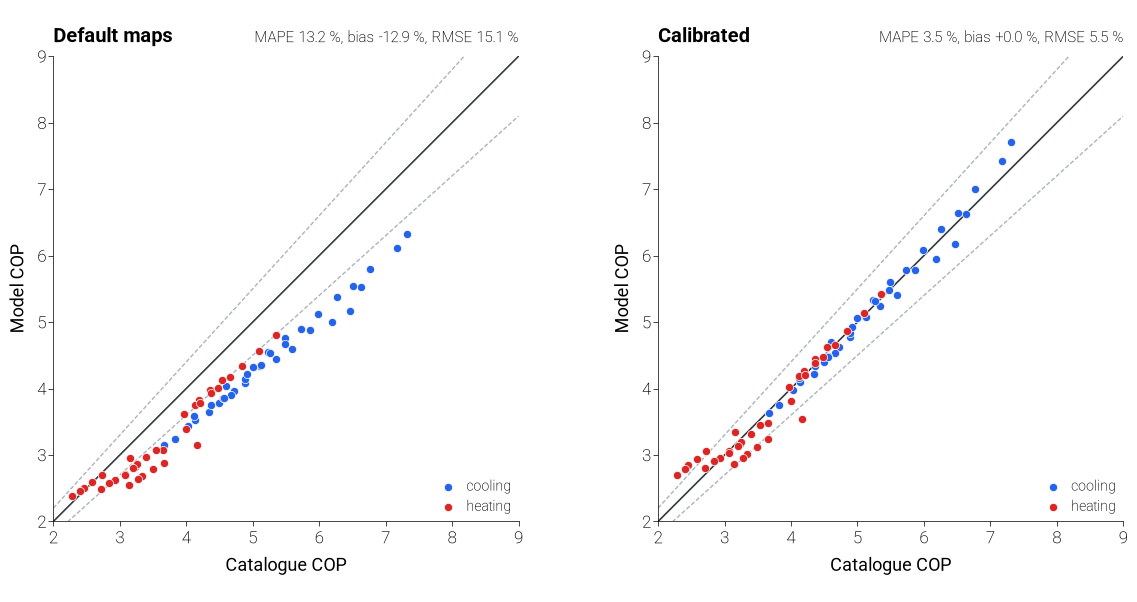 Default maps
MAPE 13.2 %, bias -12.9 %, RMSE 15.1 %
9
8
7
6
5
4
3
2
2 3 4 5 6 7 8 9
Model COP
Catalogue COP
cooling
heating
Calibrated
MAPE 3.5 %, bias +0.0 %, RMSE 5.5 %
9
8
7
6
5
4
3
2
2 3 4 5 6 7 8 9
Model COP
Catalogue COP
cooling
heating